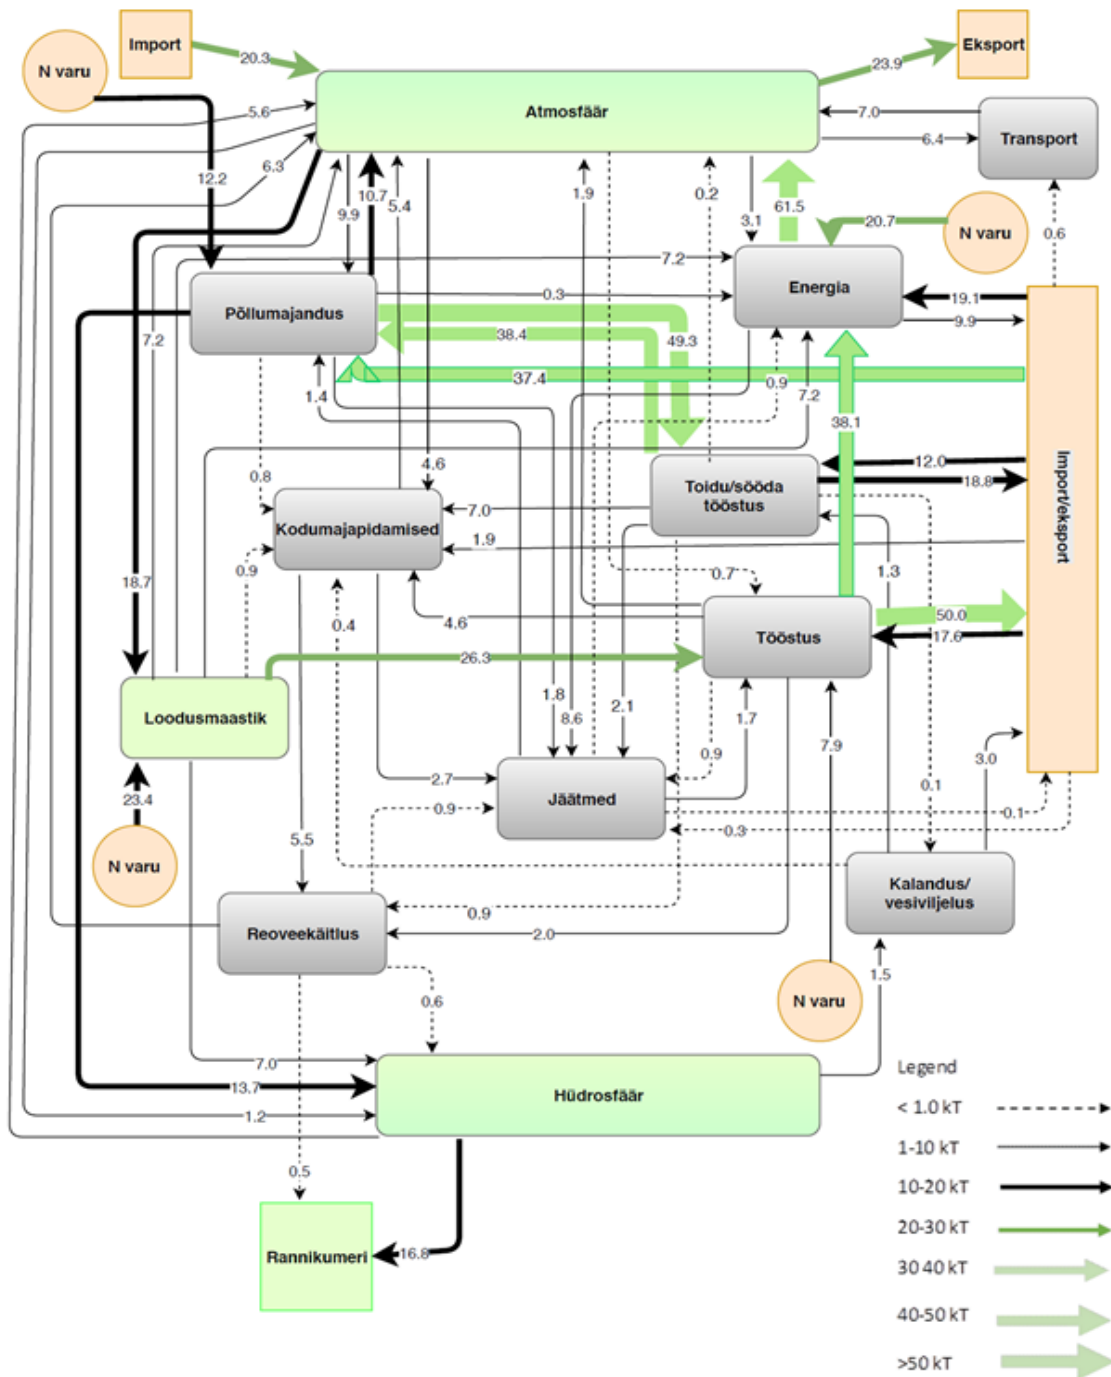 Import
Eksport
N varu
20.3
23.9
5.6
Atmosfäär
7.0
6.4
Transport
6.3
12.2
9.9
10.7
5.4
1.9
0.2
3.1
61.5
20.7
N varu
0.6
7.2
Energia
0.3
19.1
9.9
Põllumajandus
38.4
49.3
7.2
37.4
0.9
7.2
1.4
38.1
4.6
12.0
18.8
0.8
Toidu/sööda
tööstus
7.0
Kodumajapidamised
1.9
Import/eksport
0.9
18.7
0.7
1.3
0.4
4.6
50.0
17.6
Tööstus
26.3
Loodusmaastik
1.8
8.6
2.1
1.7
7.9
0.9
3.0
2.7
Jäätmed
0.1
23.4
0.9
0.1
0.3
5.5
N varu
Kalandus/
vesiviljelus
0.9
Reoveekäitlus
2.0
1.5
0.6
N varu
7.0
Legend
13.7
Hüdrosfäär
< 1.0 kT
1.2
1-10 kT
0.5
10-20 kT
20-30 kT
Rannikumeri
16.8
30 40 kT
40-50 kT
>50 kT